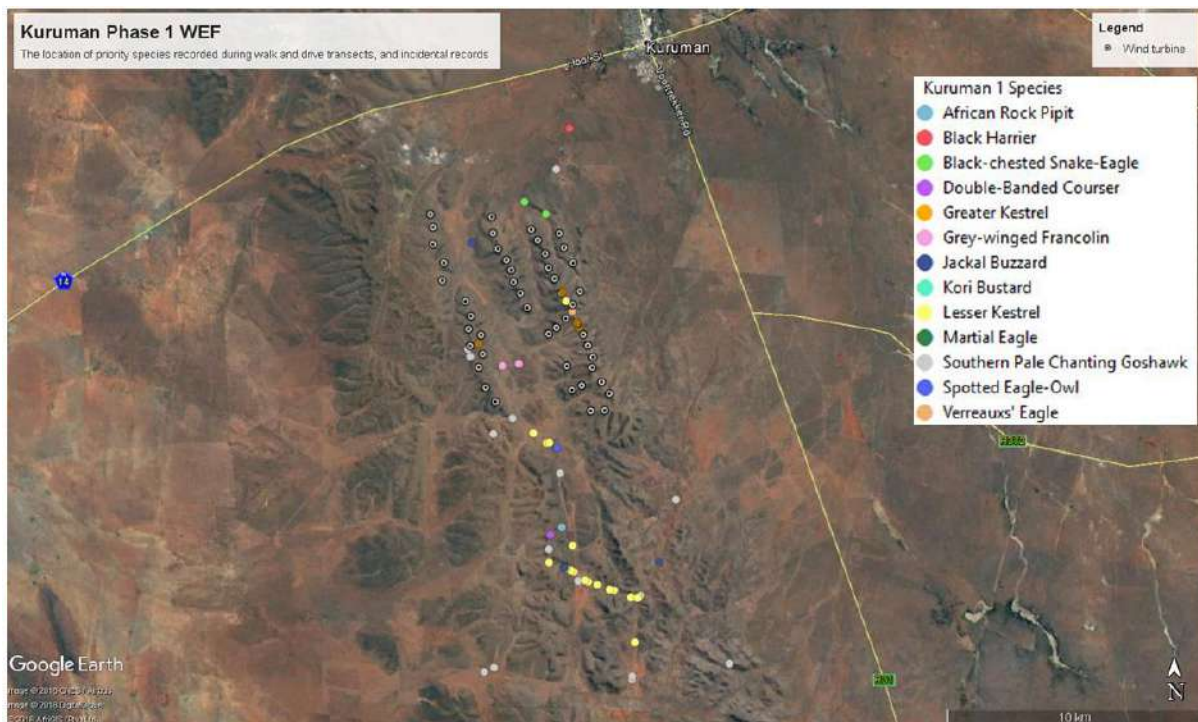 Kuruman Phase 1 WEF
The location of priority species recorded during walk and drive transects, and incidental records
Legend
Wind turbine
Kuruman
Kuruman 1 Species
African Rock Pipit
Black Harrier
Black-chested Snake-Eagle
Double-Banded Courser
Greater Kestrel
Grey-winged Francolin
Jackal Buzzard
Kori Bustard
Lesser Kestrel
Martial Eagle
Southern Pale Chanting Goshawk
Spotted Eagle-Owl
Verreauxs' Eagle
14
Google Earth
N
10 km